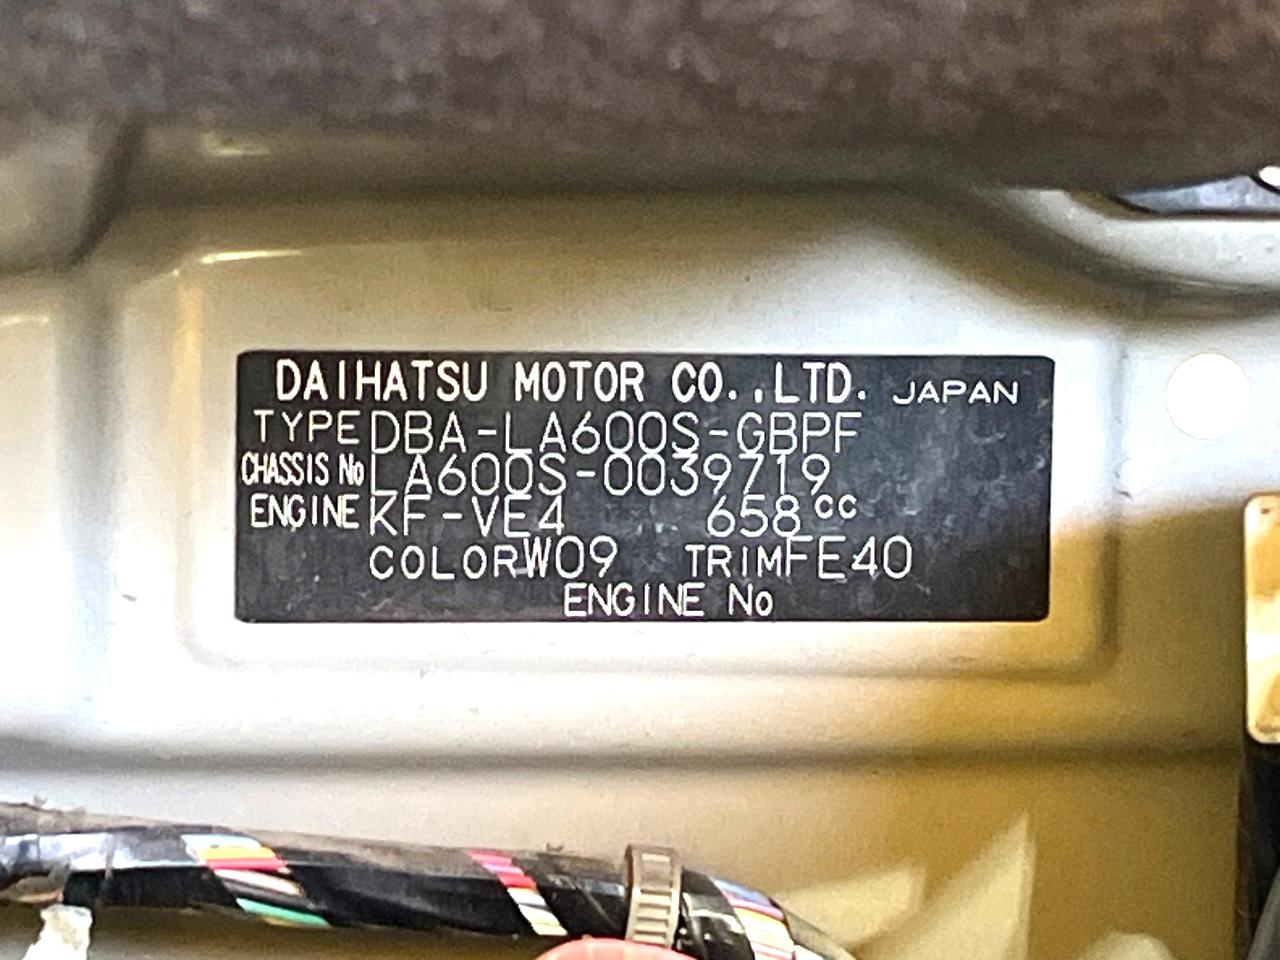 DAIHATSU MOTOR CO.,LTD. JAPAN
TYPE DBA-LA600S-GBPF
CHASSIS No LA600S-0039719
ENGINE KF-VE4 658cc
COLOR W09 TRIM FE40
ENGINE No